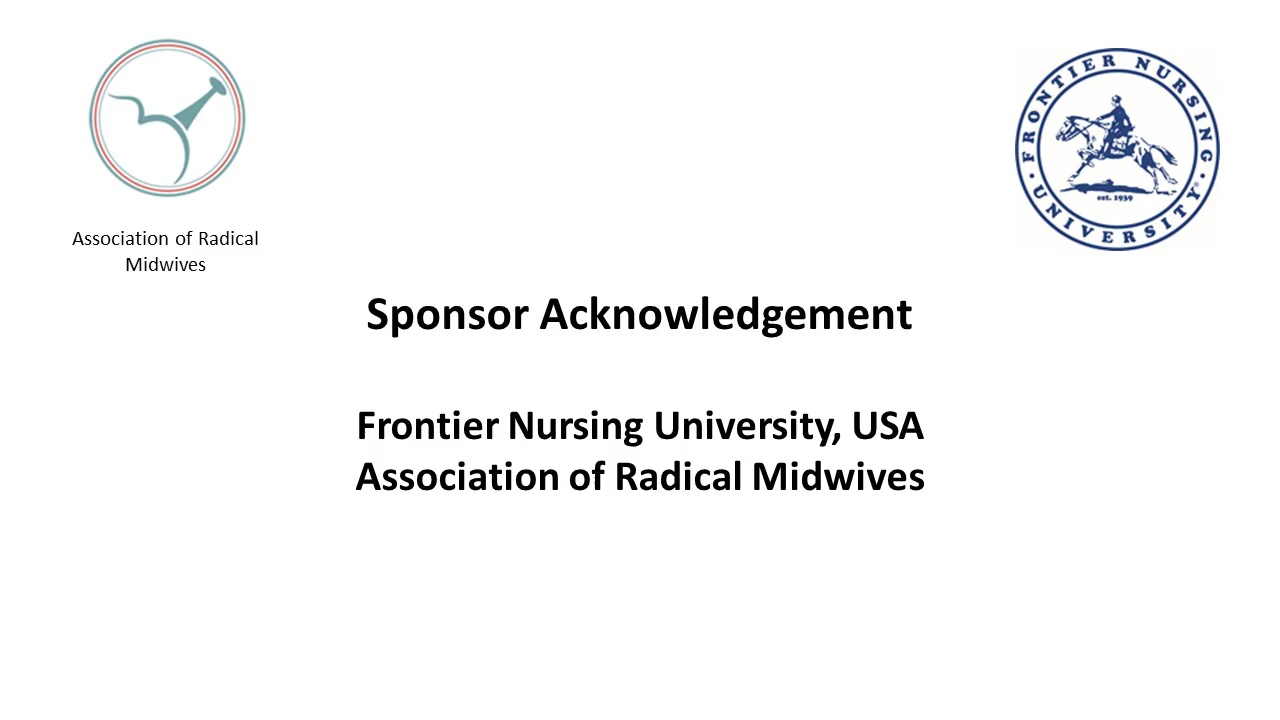 FRONTIER NURSING
UNIVERSITY
est. 1939
Association of Radical
Midwives
Sponsor Acknowledgement
Frontier Nursing University, USA
Association of Radical Midwives